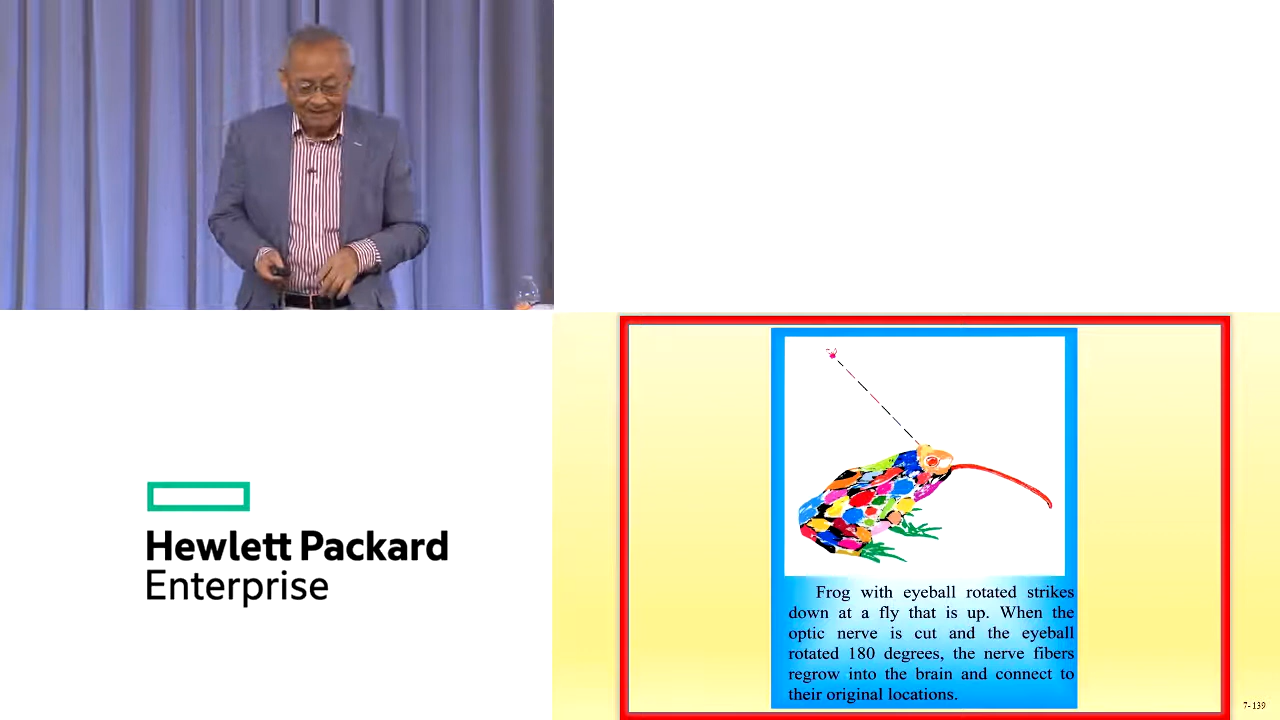 Hewlett Packard
Enterprise
Frog with eyeball rotated strikes
down at a fly that is up. When the
optic nerve is cut and the eyeball
rotated 180 degrees, the nerve fibers
regrow into the brain and connect to
their original locations.
7-139